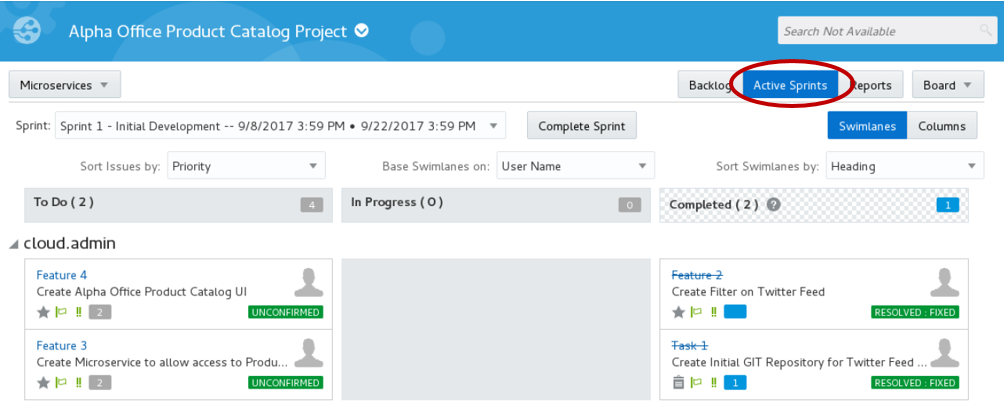 Alpha Office Product Catalog Project
Search Not Available
Microservices
Backlog Active Sprints Reports Board
Sprint: Sprint 1 - Initial Development -- 9/8/2017 3:59 PM • 9/22/2017 3:59 PM Complete Sprint Swimlanes Columns
Sort Issues by: Priority Base Swimlanes on: User Name Sort Swimlanes by: Heading
To Do ( 2 ) 4 In Progress ( 0 ) 0 Completed ( 2 ) ? 1
cloud.admin
Feature 4
Create Alpha Office Product Catalog UI
!! 2 UNCONFIRMED
Feature 3
Create Microservice to allow access to Produ...
!! 2 UNCONFIRMED
Feature 2
Create Filter on Twitter Feed
!! RESOLVED : FIXED
Task 1
Create Initial GIT Repository for Twitter Feed ...
!! 1 RESOLVED : FIXED